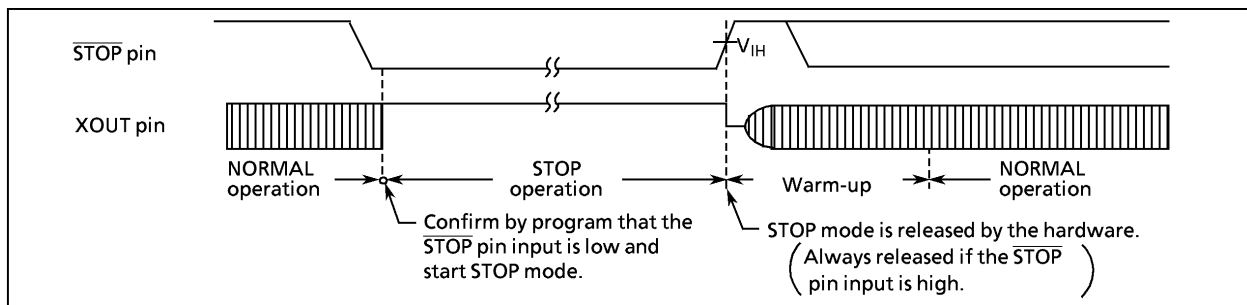 STOP pin
VIH
XOUT pin
NORMAL operation
STOP operation
Warm-up
NORMAL operation
Confirm by program that the
STOP pin input is low and
start STOP mode.
STOP mode is released by the hardware.
(Always released if the STOP
pin input is high.)